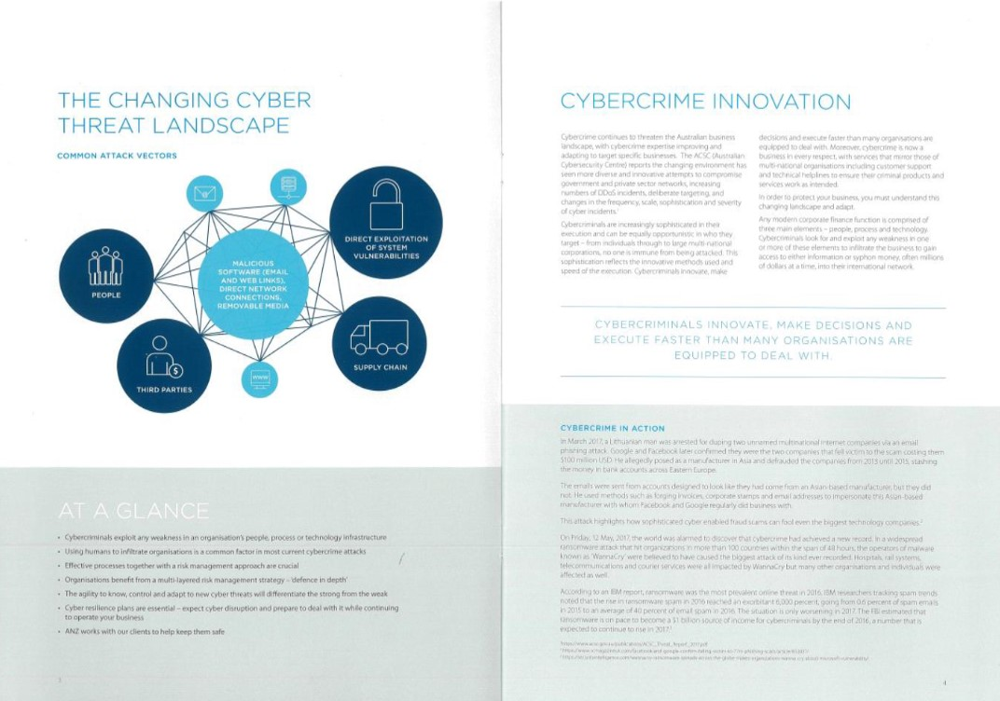 THE CHANGING CYBER
THREAT LANDSCAPE
COMMON ATTACK VECTORS
DIRECT EXPLOITATION
OF SYSTEM
VULNERABILITIES
PEOPLE
MALICIOUS
SOFTWARE (EMAIL
AND WEB LINKS),
DIRECT NETWORK
CONNECTIONS,
REMOVABLE MEDIA
SUPPLY CHAIN
THIRD PARTIES
$
WWW
AT A GLANCE
• Cybercriminals exploit any weakness in an organisation's people, process or technology infrastructure
• Using humans to infiltrate organisations is a common factor in most current cybercrime attacks
• Effective processes together with a risk management approach are crucial
• Organisations benefit from a multi-layered risk management strategy – 'defence in depth'
• The agility to know, control and adapt to new cyber threats will differentiate the strong from the weak
• Cyber resilience plans are essential – expect cyber disruption and prepare to deal with it while continuing
to operate your business
• ANZ works with our clients to help keep them safe
3
CYBERCRIME INNOVATION
Cybercrime continues to threaten the Australian business
landscape, with cybercrime expertise improving and
adapting to target specific businesses. The ACSC (Australian
Cybersecurity Centre) reports the changing environment has
seen more diverse and innovative attempts to compromise
government and private sector networks, increasing
numbers of DDoS incidents, deliberate targeting, and
changes in the frequency, scale, sophistication and severity
of cyber incidents.¹
Cybercriminals are increasingly sophisticated in their
execution and can be equally opportunistic in who they
target – from individuals through to large multi-national
corporations, no one is immune from being attacked. This
sophistication reflects the innovative methods used and
speed of the execution. Cybercriminals innovate, make
decisions and execute faster than many organisations are
equipped to deal with. Moreover, cybercrime is now a
business in every respect, with services that mirror those of
multi-national organisations including customer support
and technical helplines to ensure their criminal products and
services work as intended.
In order to protect your business, you must understand this
changing landscape and adapt.
Any modern corporate finance function is comprised of
three main elements – people, process and technology.
Cybercriminals look for and exploit any weakness in one
or more of these elements to infiltrate the business to gain
access to either information or syphon money, often millions
of dollars at a time, into their international network.
CYBERCRIMINALS INNOVATE, MAKE DECISIONS AND
EXECUTE FASTER THAN MANY ORGANISATIONS ARE
EQUIPPED TO DEAL WITH.
CYBERCRIME IN ACTION
In March 2017, a Lithuanian man was arrested for duping two unnamed multinational internet companies via an email
phishing attack. Google and Facebook later confirmed they were the two companies that fell victim to the scam costing them
$100 million USD. He allegedly posed as a manufacturer in Asia and defrauded the companies from 2013 until 2015, stashing
the money in bank accounts across Eastern Europe.
The emails were sent from accounts designed to look like they had come from an Asian-based manufacturer, but they did
not. He used methods such as forging invoices, corporate stamps and email addresses to impersonate this Asian-based
manufacturer with whom Facebook and Google regularly did business with.
This attack highlights how sophisticated cyber enabled fraud scams can fool even the biggest technology companies.²
On Friday, 12 May, 2017, the world was alarmed to discover that cybercrime had achieved a new record. In a widespread
ransomware attack that hit organizations in more than 100 countries within the span of 48 hours, the operators of malware
known as 'WannaCry' were believed to have caused the biggest attack of its kind ever recorded. Hospitals, rail systems,
telecommunications and courier services were all impacted by WannaCry but many other organisations and individuals were
affected as well.
According to an IBM report, ransomware was the most prevalent online threat in 2016. IBM researchers tracking spam trends
noted that the rise in ransomware spam in 2016 reached an exorbitant 6,000 percent, going from 0.6 percent of spam emails
in 2015 to an average of 40 percent of email spam in 2016. The situation is only worsening in 2017. The FBI estimated that
ransomware is on pace to become a $1 billion source of income for cybercriminals by the end of 2016, a number that is
expected to continue to rise in 2017.³
4